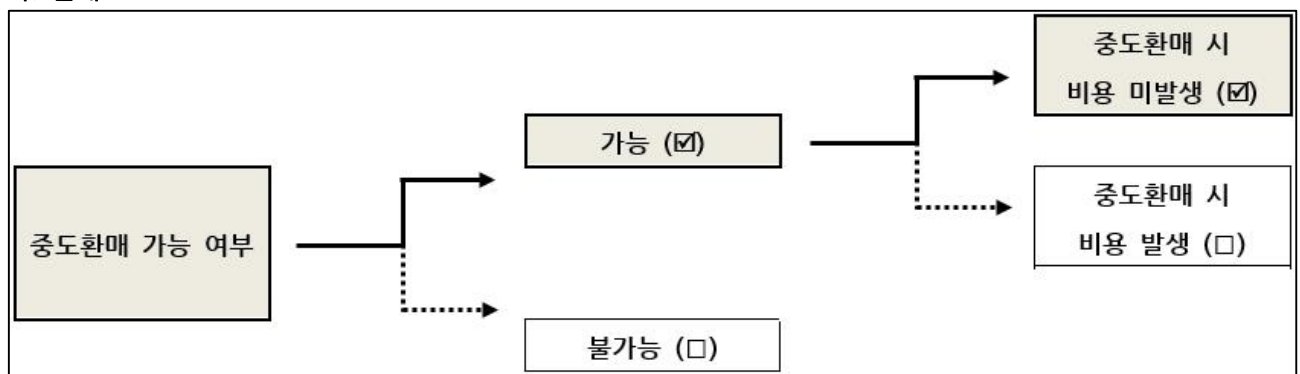 중도환매 가능 여부
가능 (☑)
불가능 (□)
중도환매 시
비용 미발생 (☑)
중도환매 시
비용 발생 (□)